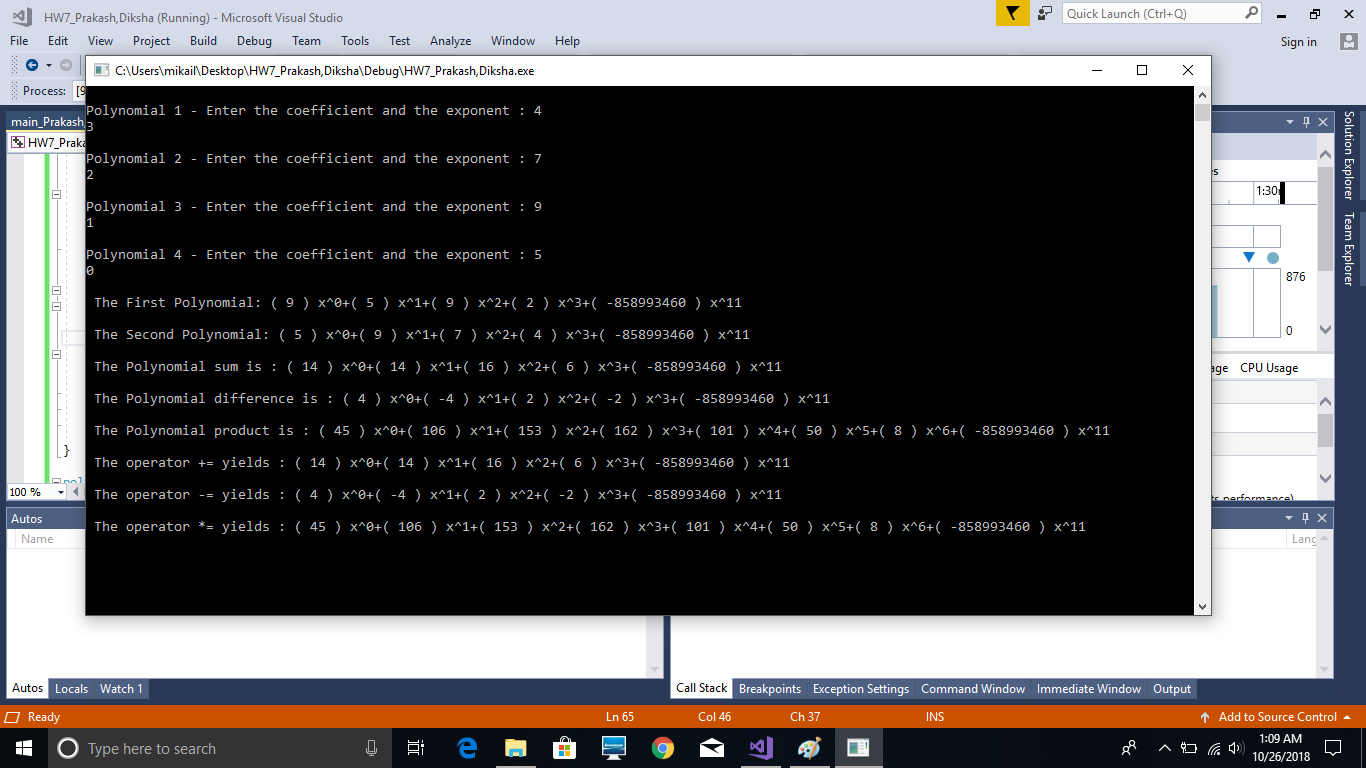 HW7_Prakash,Diksha (Running) - Microsoft Visual Studio
Quick Launch (Ctrl+Q)
File Edit View Project Build Debug Team Tools Test Analyze Window Help
Sign in
Process: [9
C:\Users\mikail\Desktop\HW7_Prakash,Diksha\Debug\HW7_Prakash,Diksha.exe
main_Prakash,
HW7_Praka
Polynomial 1 - Enter the coefficient and the exponent : 4
3
Polynomial 2 - Enter the coefficient and the exponent : 7
2
Polynomial 3 - Enter the coefficient and the exponent : 9
1
Polynomial 4 - Enter the coefficient and the exponent : 5
0
The First Polynomial: ( 9 ) x^0+( 5 ) x^1+( 9 ) x^2+( 2 ) x^3+( -858993460 ) x^11
The Second Polynomial: ( 5 ) x^0+( 9 ) x^1+( 7 ) x^2+( 4 ) x^3+( -858993460 ) x^11
The Polynomial sum is : ( 14 ) x^0+( 14 ) x^1+( 16 ) x^2+( 6 ) x^3+( -858993460 ) x^11
The Polynomial difference is : ( 4 ) x^0+( -4 ) x^1+( 2 ) x^2+( -2 ) x^3+( -858993460 ) x^11
The Polynomial product is : ( 45 ) x^0+( 106 ) x^1+( 153 ) x^2+( 162 ) x^3+( 101 ) x^4+( 50 ) x^5+( 8 ) x^6+( -858993460 ) x^11
The operator += yields : ( 14 ) x^0+( 14 ) x^1+( 16 ) x^2+( 6 ) x^3+( -858993460 ) x^11
The operator -= yields : ( 4 ) x^0+( -4 ) x^1+( 2 ) x^2+( -2 ) x^3+( -858993460 ) x^11
The operator *= yields : ( 45 ) x^0+( 106 ) x^1+( 153 ) x^2+( 162 ) x^3+( 101 ) x^4+( 50 ) x^5+( 8 ) x^6+( -858993460 ) x^11
}
100 %
es
1:30
876
0
age CPU Usage
ts performance)
Solution Explorer
Team Explorer
Autos
Name
Lang
Autos Locals Watch 1
Call Stack Breakpoints Exception Settings Command Window Immediate Window Output
Ready Ln 65 Col 46 Ch 37 INS Add to Source Control
Type here to search
1:09 AM
10/26/2018